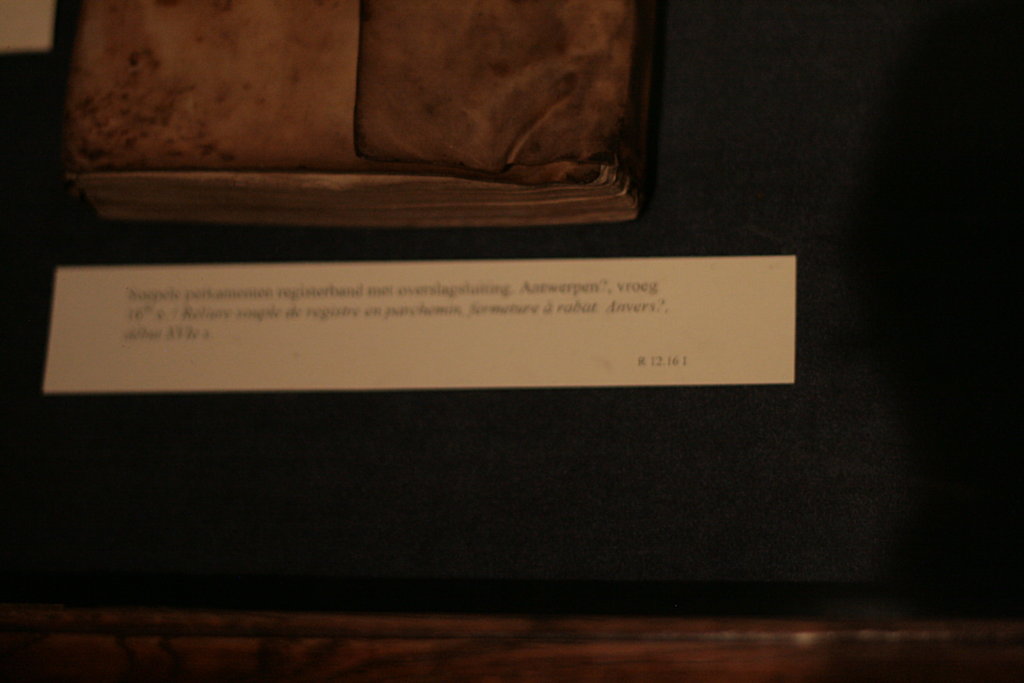 Soepele perkamenten registerband met overslagsluiting. Antwerpen?, vroeg
16de e. / Reliure souple de registre en parchemin, fermeture à rabat. Anvers?,
début XVIe s.
R 12.16 I